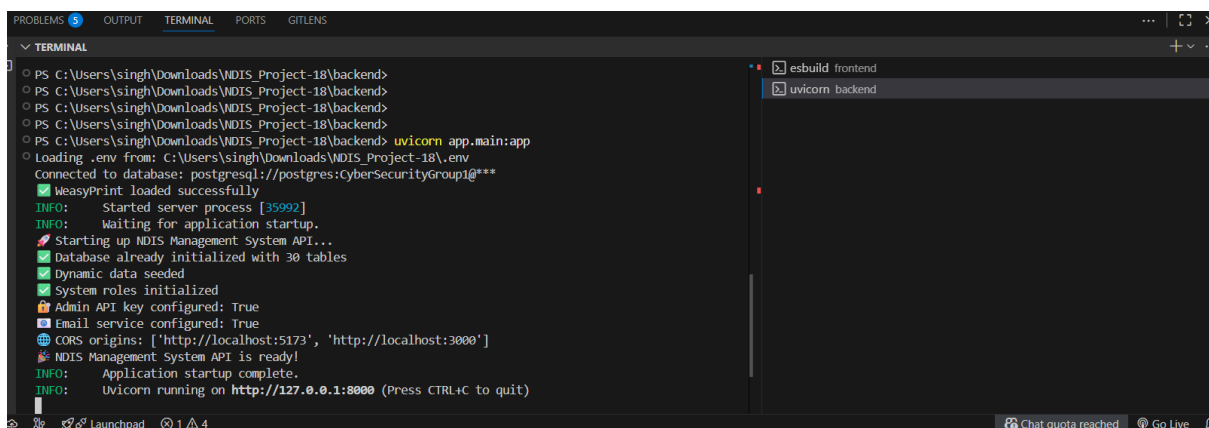 PROBLEMS 5 OUTPUT TERMINAL PORTS GITLENS
TERMINAL
PS C:\Users\singh\Downloads\NDIS_Project-18\backend>
PS C:\Users\singh\Downloads\NDIS_Project-18\backend>
PS C:\Users\singh\Downloads\NDIS_Project-18\backend>
PS C:\Users\singh\Downloads\NDIS_Project-18\backend>
PS C:\Users\singh\Downloads\NDIS_Project-18\backend> uvicorn app.main:app
Loading .env from: C:\Users\singh\Downloads\NDIS_Project-18\.env
Connected to database: postgresql://postgres:CyberSecurityGroup1@***
✅ WeasyPrint loaded successfully
INFO: Started server process [35992]
INFO: Waiting for application startup.
🚀 Starting up NDIS Management System API...
✅ Database already initialized with 30 tables
✅ Dynamic data seeded
✅ System roles initialized
🔐 Admin API key configured: True
📧 Email service configured: True
🌐 CORS origins: ['http://localhost:5173', 'http://localhost:3000']
🎉 NDIS Management System API is ready!
INFO: Application startup complete.
INFO: Uvicorn running on http://127.0.0.1:8000 (Press CTRL+C to quit)
esbuild frontend
uvicorn backend
Launchpad 1 4 Chat quota reached Go Live